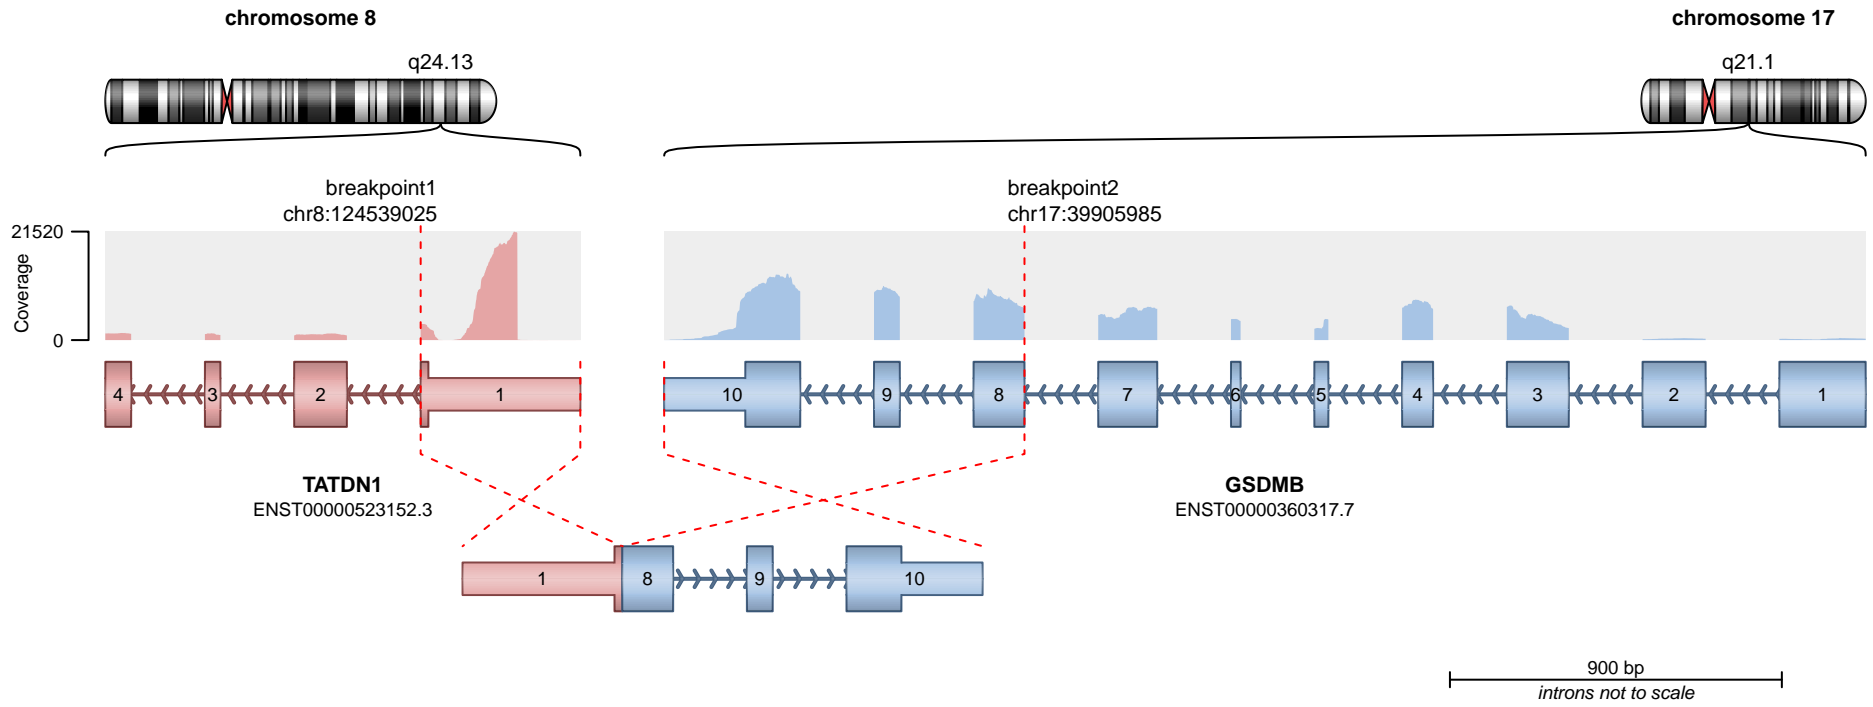 chromosome 8
chromosome 17
q24.13
q21.1
breakpoint1
chr8:124539025
breakpoint2
chr17:39905985
21520
Coverage
0
4 3 2 1
10 9 8 7 6 5 4 3 2 1
TATDN1
ENST00000523152.3
GSDMB
ENST00000360317.7
1 8 9 10
900 bp
introns not to scale